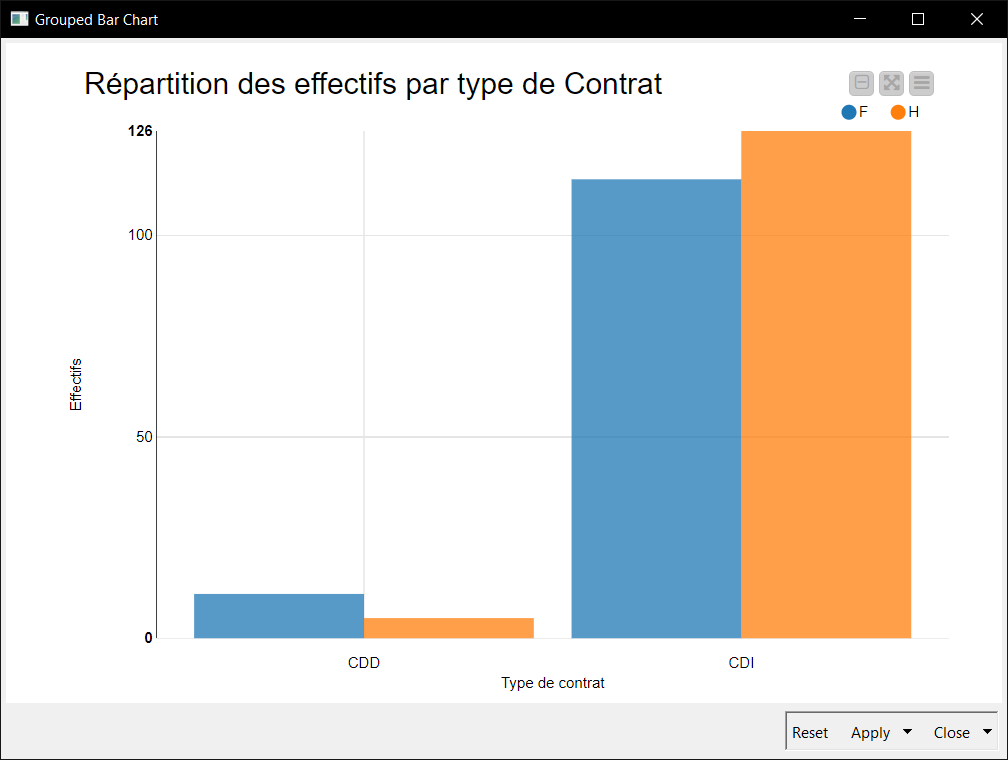 Grouped Bar Chart
Répartition des effectifs par type de Contrat
F H
126
100
50
0
Effectifs
CDD CDI
Type de contrat
Reset Apply Close